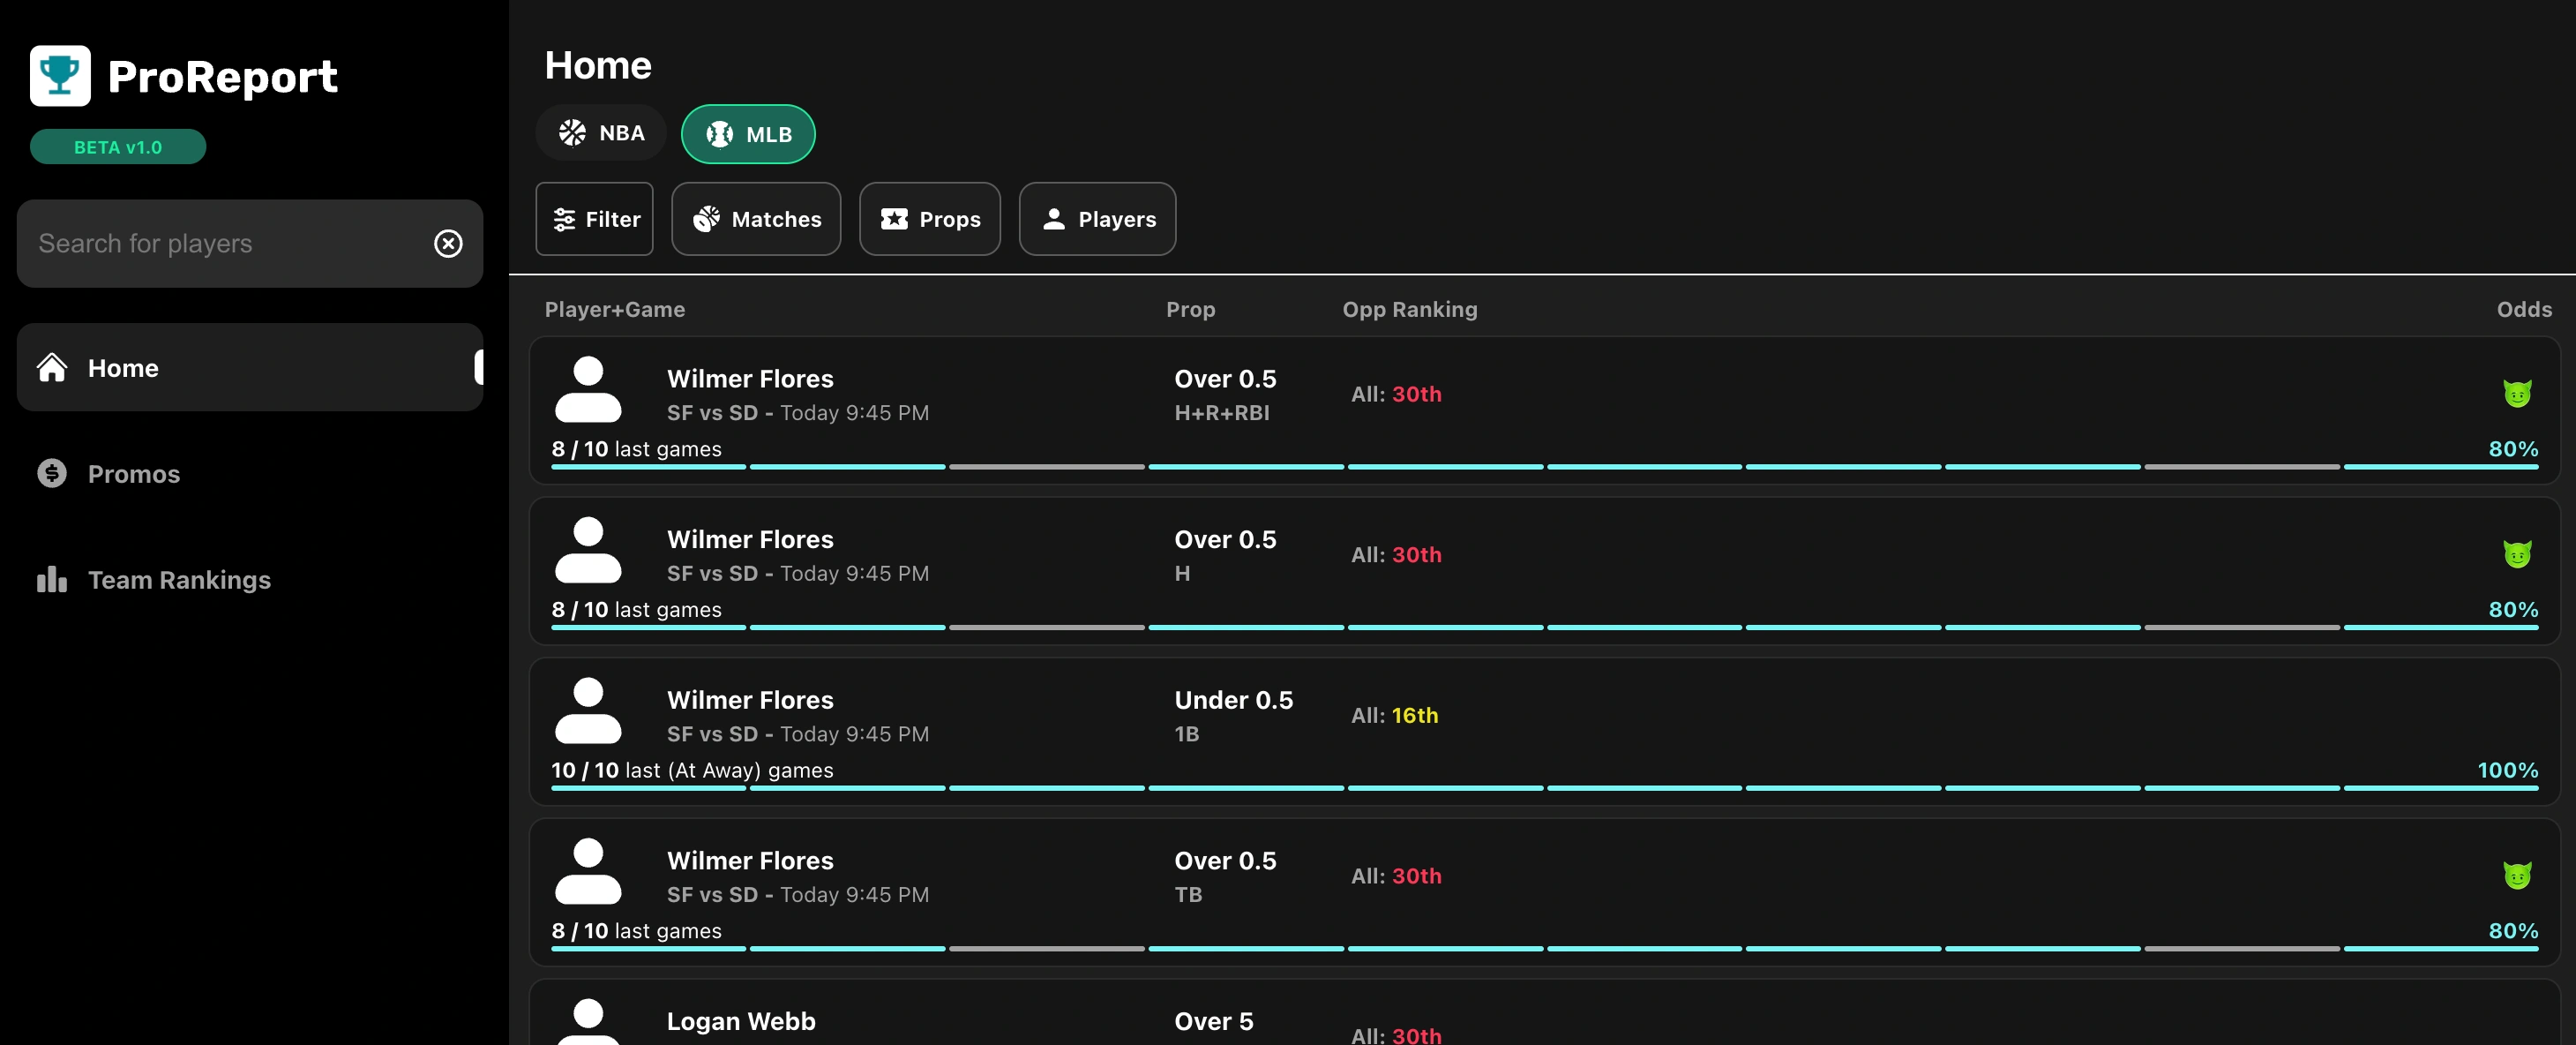 ProReport
BETA v1.0
Search for players
Home
Promos
Team Rankings
Home
NBA
MLB
Filter
Matches
Props
Players
Player+Game Prop Opp Ranking Odds
Wilmer Flores Over 0.5
All: 30th
SF vs SD - Today 9:45 PM H+R+RBI
8 / 10 last games 80%
Wilmer Flores Over 0.5
All: 30th
SF vs SD - Today 9:45 PM H
8 / 10 last games 80%
Wilmer Flores Under 0.5
All: 16th
SF vs SD - Today 9:45 PM 1B
10 / 10 last (At Away) games 100%
Wilmer Flores Over 0.5
All: 30th
SF vs SD - Today 9:45 PM TB
8 / 10 last games 80%
Logan Webb Over 5
All: 30th